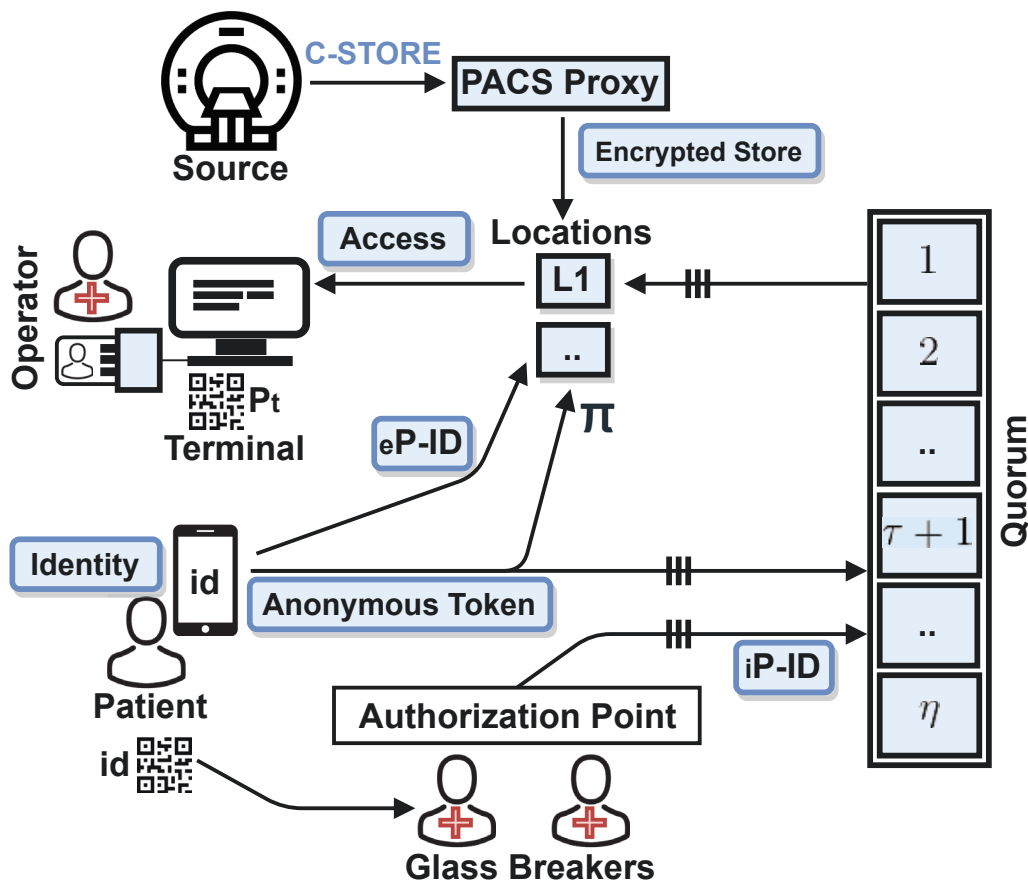 C-STORE
PACS Proxy
Source
Encrypted Store
Locations
Access
L1
..
π
Operator
Pt
Terminal
eP-ID
Identity
id
Anonymous Token
Patient
id
iP-ID
Authorization Point
Glass Breakers
1
2
..
τ + 1
..
η
Quorum